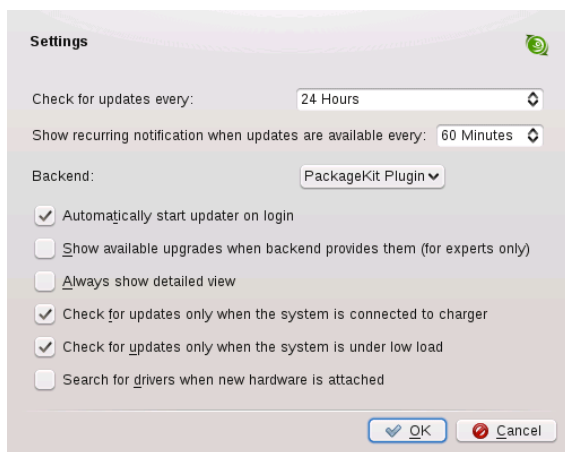 Settings
Check for updates every: 24 Hours
Show recurring notification when updates are available every: 60 Minutes
Backend: PackageKit Plugin
Automatically start updater on login
Show available upgrades when backend provides them (for experts only)
Always show detailed view
Check for updates only when the system is connected to charger
Check for updates only when the system is under low load
Search for drivers when new hardware is attached
OK Cancel